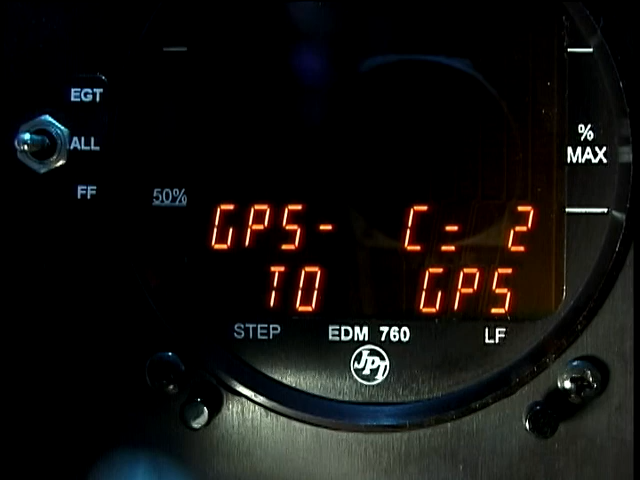 EGT
ALL
FF
50%
% MAX
GPS- C= 2
TO GPS
STEP EDM 760 LF
JPI